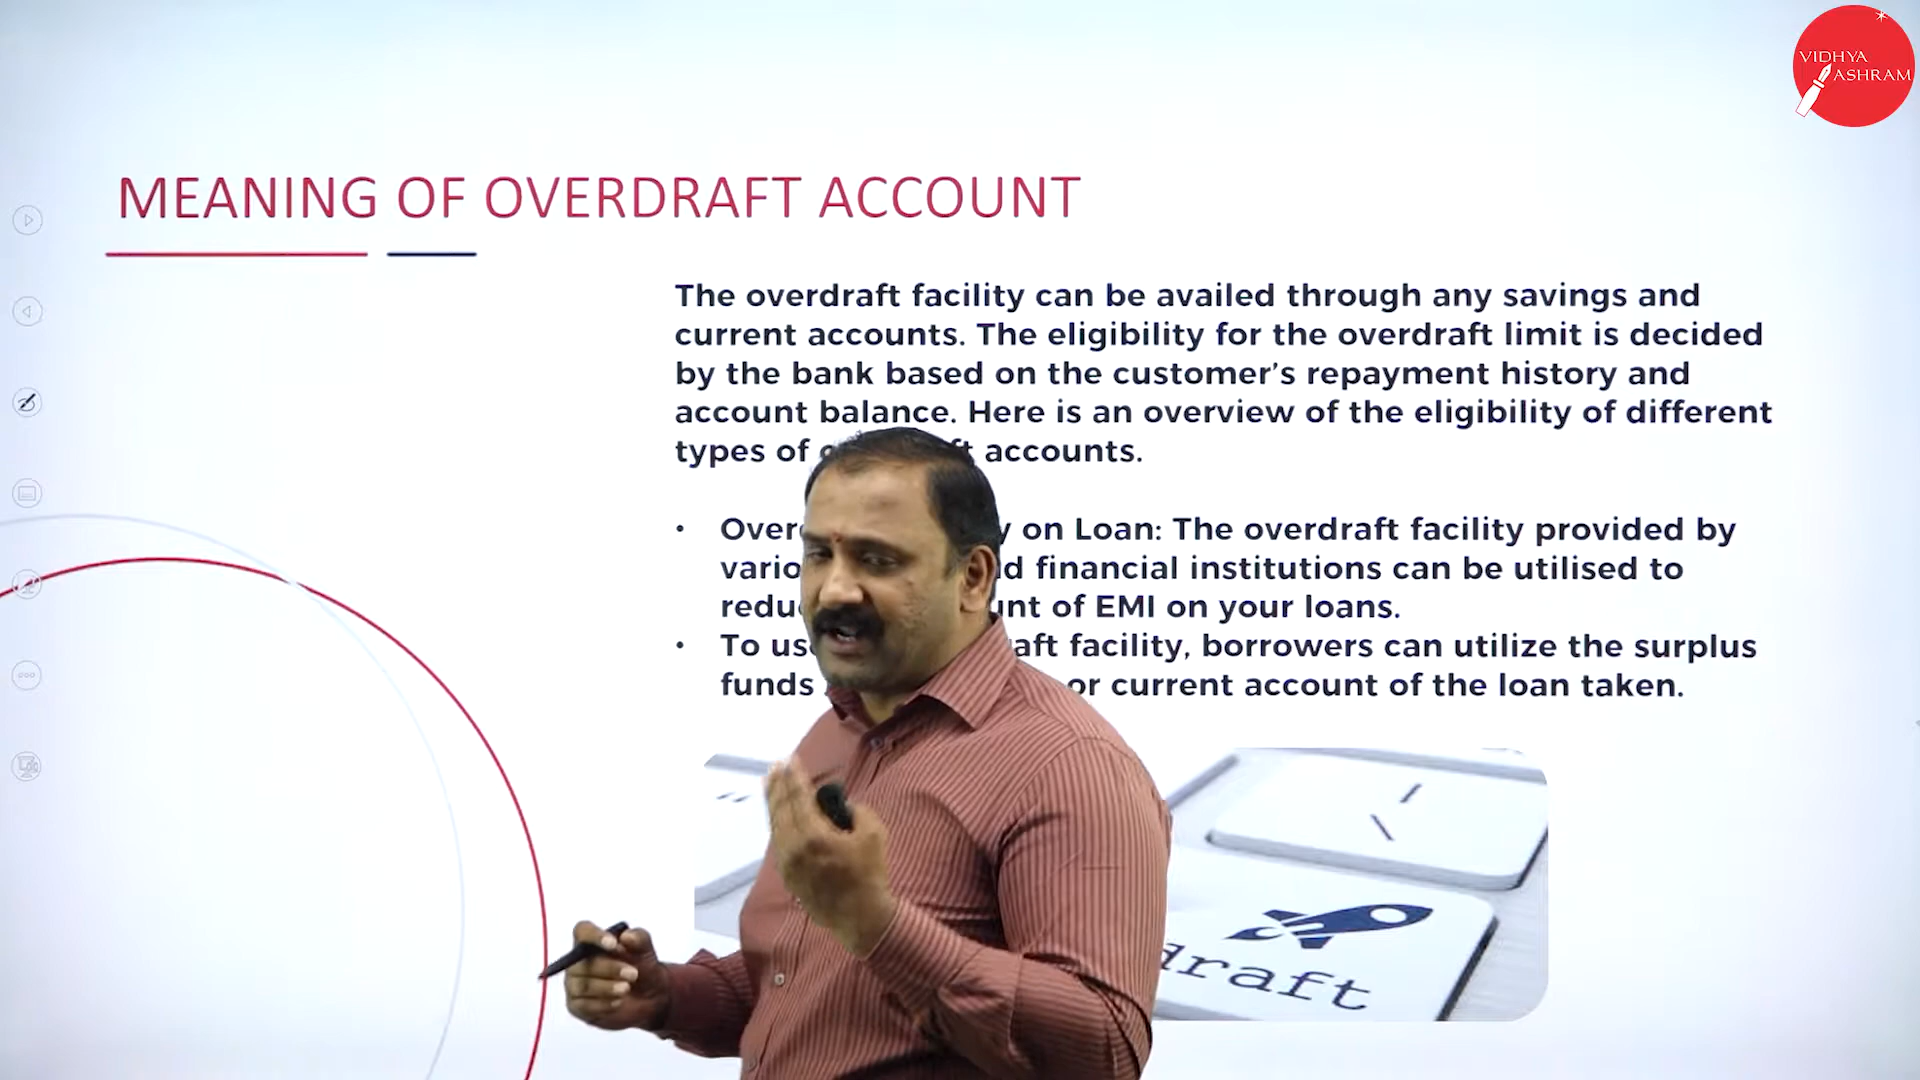 VIDHYA
ASHRAM
MEANING OF OVERDRAFT ACCOUNT
The overdraft facility can be availed through any savings and
current accounts. The eligibility for the overdraft limit is decided
by the bank based on the customer's repayment history and
account balance. Here is an overview of the eligibility of different
types of accounts.
• on Loan: The overdraft facility provided by
financial institutions can be utilised to
of EMI on your loans.
• To facility, borrowers can utilize the surplus
funds or current account of the loan taken.
draft